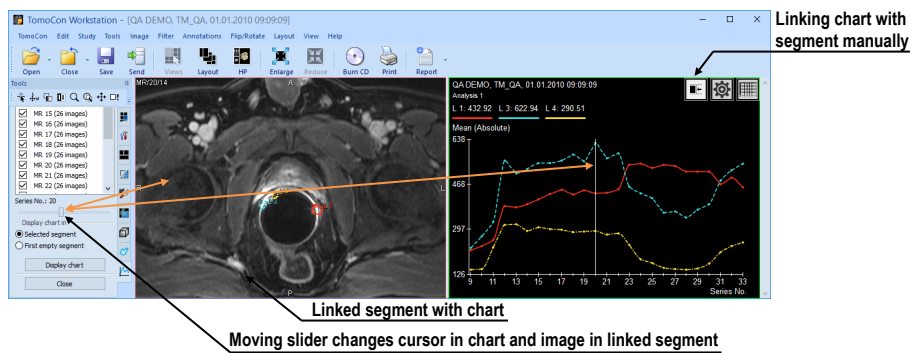 TomoCon Workstation - [QA DEMO, TM_QA, 01.01.2010 09:09:09]
TomoCon Edit Study Tools Image Filter Annotations Flip/Rotate Layout View Help
Open Close Save Send Views Layout HP Enlarge Reduce Burn CD Print Report
Linking chart with
segment manually
Tools
MR 15 (26 images)
MR 16 (26 images)
MR 17 (26 images)
MR 18 (26 images)
MR 19 (26 images)
MR 20 (26 images)
MR 21 (26 images)
MR 22 (26 images)
Series No.: 20
Display chart in
Selected segment
First empty segment
Display chart
Close
MR/20/14
A
R
L
P
QA DEMO, TM_QA, 01.01.2010 09:09:09
Analysis 1
L 1: 432.92 L 3: 622.94 L 4: 290.51
Mean (Absolute)
638
468
297
126
9 11 13 15 17 19 21 23 25 27 29 31 33
Series No.
Linked segment with chart
Moving slider changes cursor in chart and image in linked segment